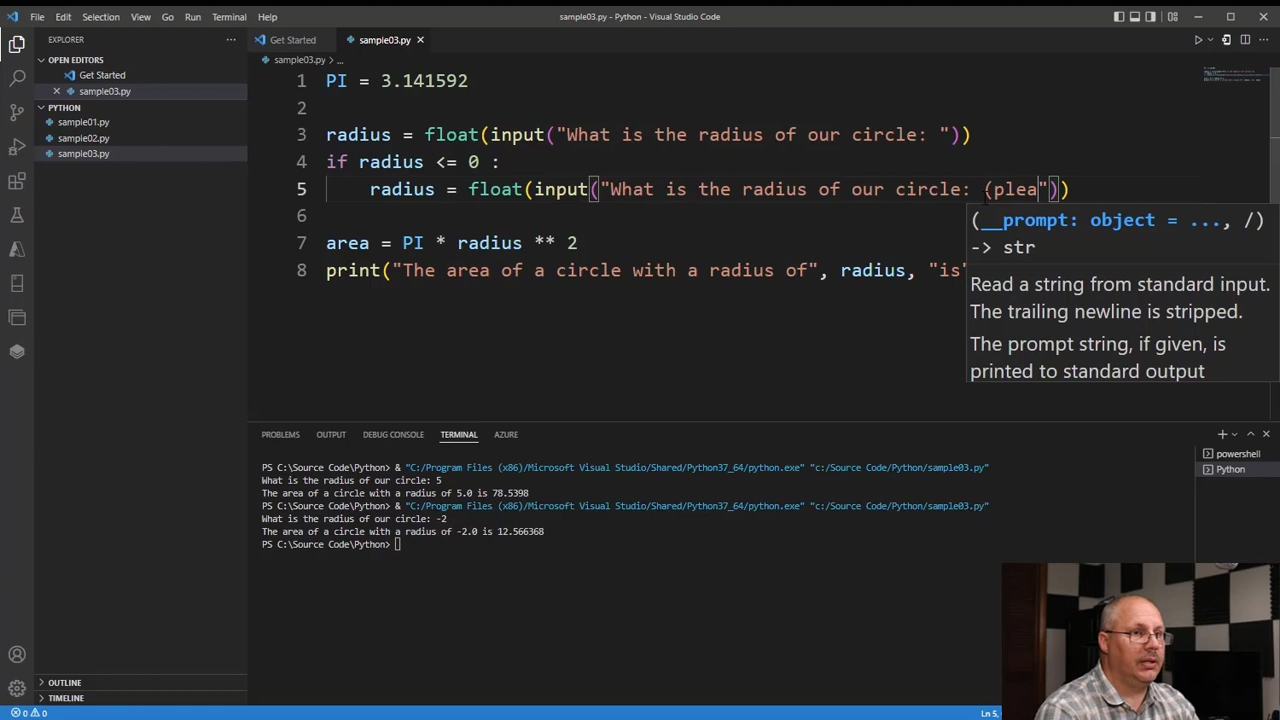 File Edit Selection View Go Run Terminal Help
sample03.py - Python - Visual Studio Code
EXPLORER
OPEN EDITORS
Get Started
sample03.py
PYTHON
sample01.py
sample02.py
sample03.py
OUTLINE
TIMELINE
Get Started sample03.py
sample03.py > ...
1 PI = 3.141592
2
3 radius = float(input("What is the radius of our circle: "))
4 if radius <= 0 :
5 radius = float(input("What is the radius of our circle: (plea"))
6
7 area = PI * radius ** 2
8 print("The area of a circle with a radius of", radius, "is"
(__prompt: object = ..., /)
-> str
Read a string from standard input.
The trailing newline is stripped.
The prompt string, if given, is
printed to standard output
PROBLEMS OUTPUT DEBUG CONSOLE TERMINAL AZURE
PS C:\Source Code\Python> & "C:/Program Files (x86)/Microsoft Visual Studio/Shared/Python37_64/python.exe" "c:/Source Code/Python/sample03.py"
What is the radius of our circle: 5
The area of a circle with a radius of 5.0 is 78.5398
PS C:\Source Code\Python> & "C:/Program Files (x86)/Microsoft Visual Studio/Shared/Python37_64/python.exe" "c:/Source Code/Python/sample03.py"
What is the radius of our circle: -2
The area of a circle with a radius of -2.0 is 12.566368
PS C:\Source Code\Python>
powershell
Python
0 0
Ln 5,